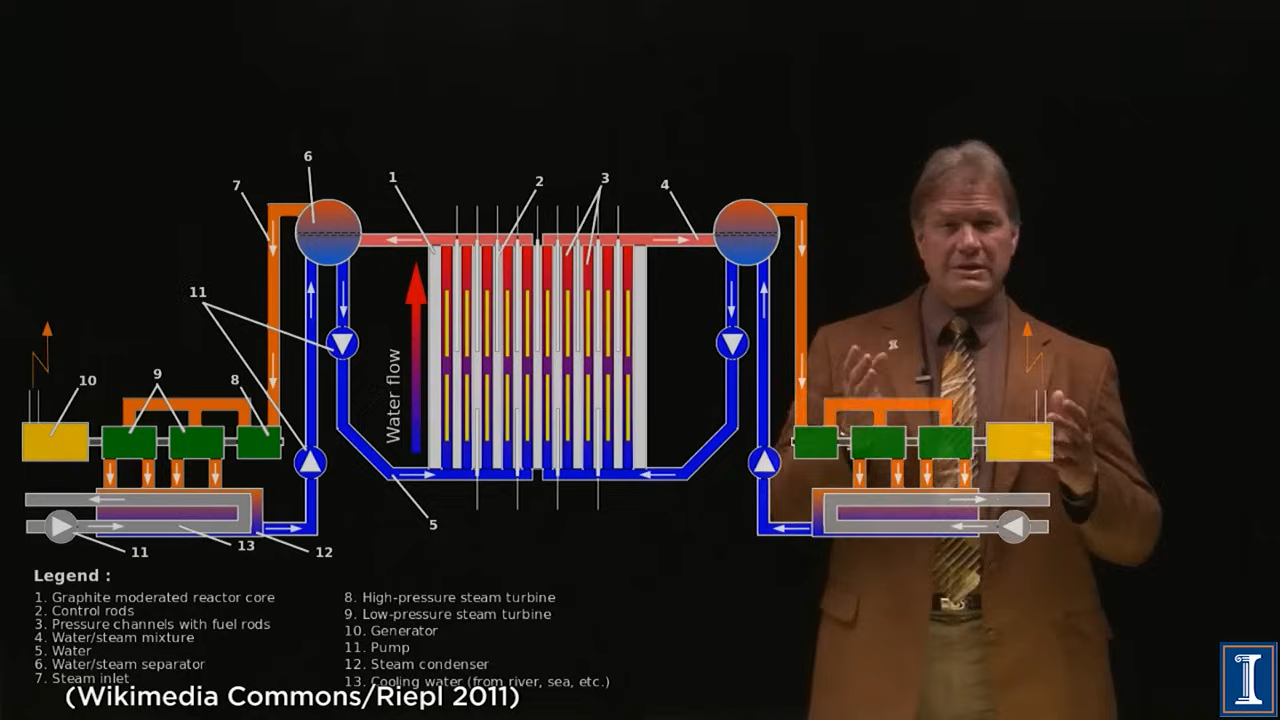 6
1
2
3
4
7
11
Water flow
10
9
8
5
11
13
12
Legend :
1. Graphite moderated reactor core
2. Control rods
3. Pressure channels with fuel rods
4. Water/steam mixture
5. Water
6. Water/steam separator
7. Steam inlet
8. High-pressure steam turbine
9. Low-pressure steam turbine
10. Generator
11. Pump
12. Steam condenser
13. Cooling water (from river, sea, etc.)
(Wikimedia Commons/Riepl 2011)
I